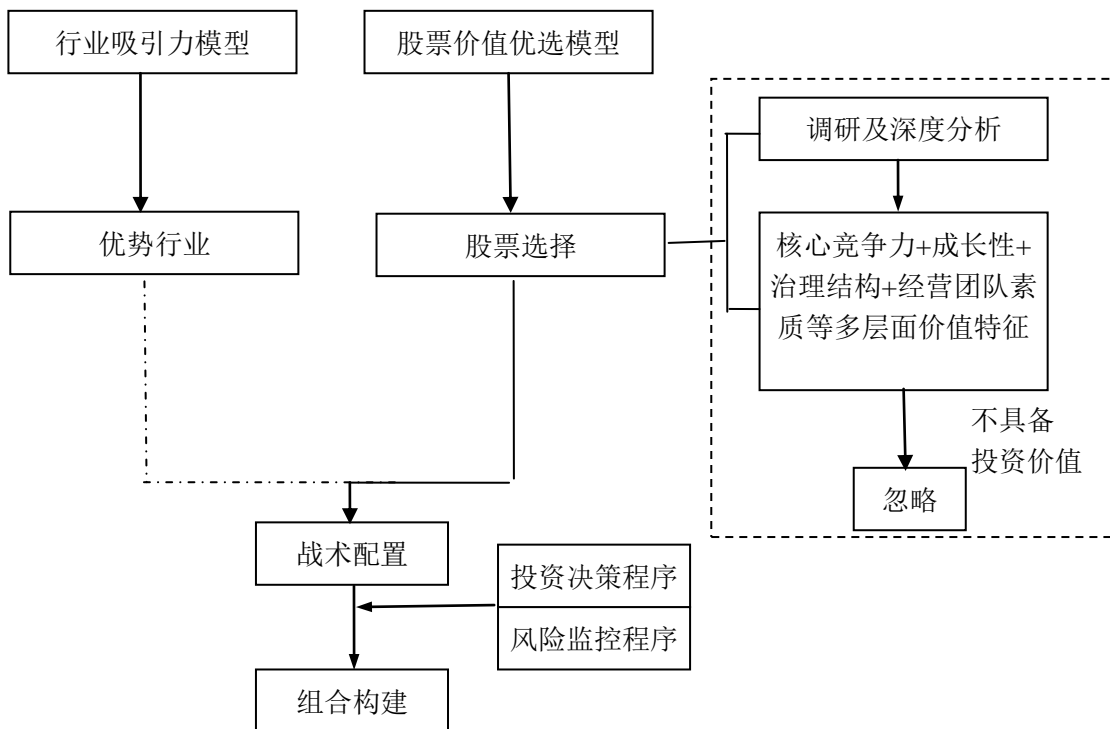 行业吸引力模型
股票价值优选模型
调研及深度分析
优势行业
股票选择
核心竞争力+成长性+
治理结构+经营团队素
质等多层面价值特征
不具备
投资价值
忽略
战术配置
投资决策程序
风险监控程序
组合构建